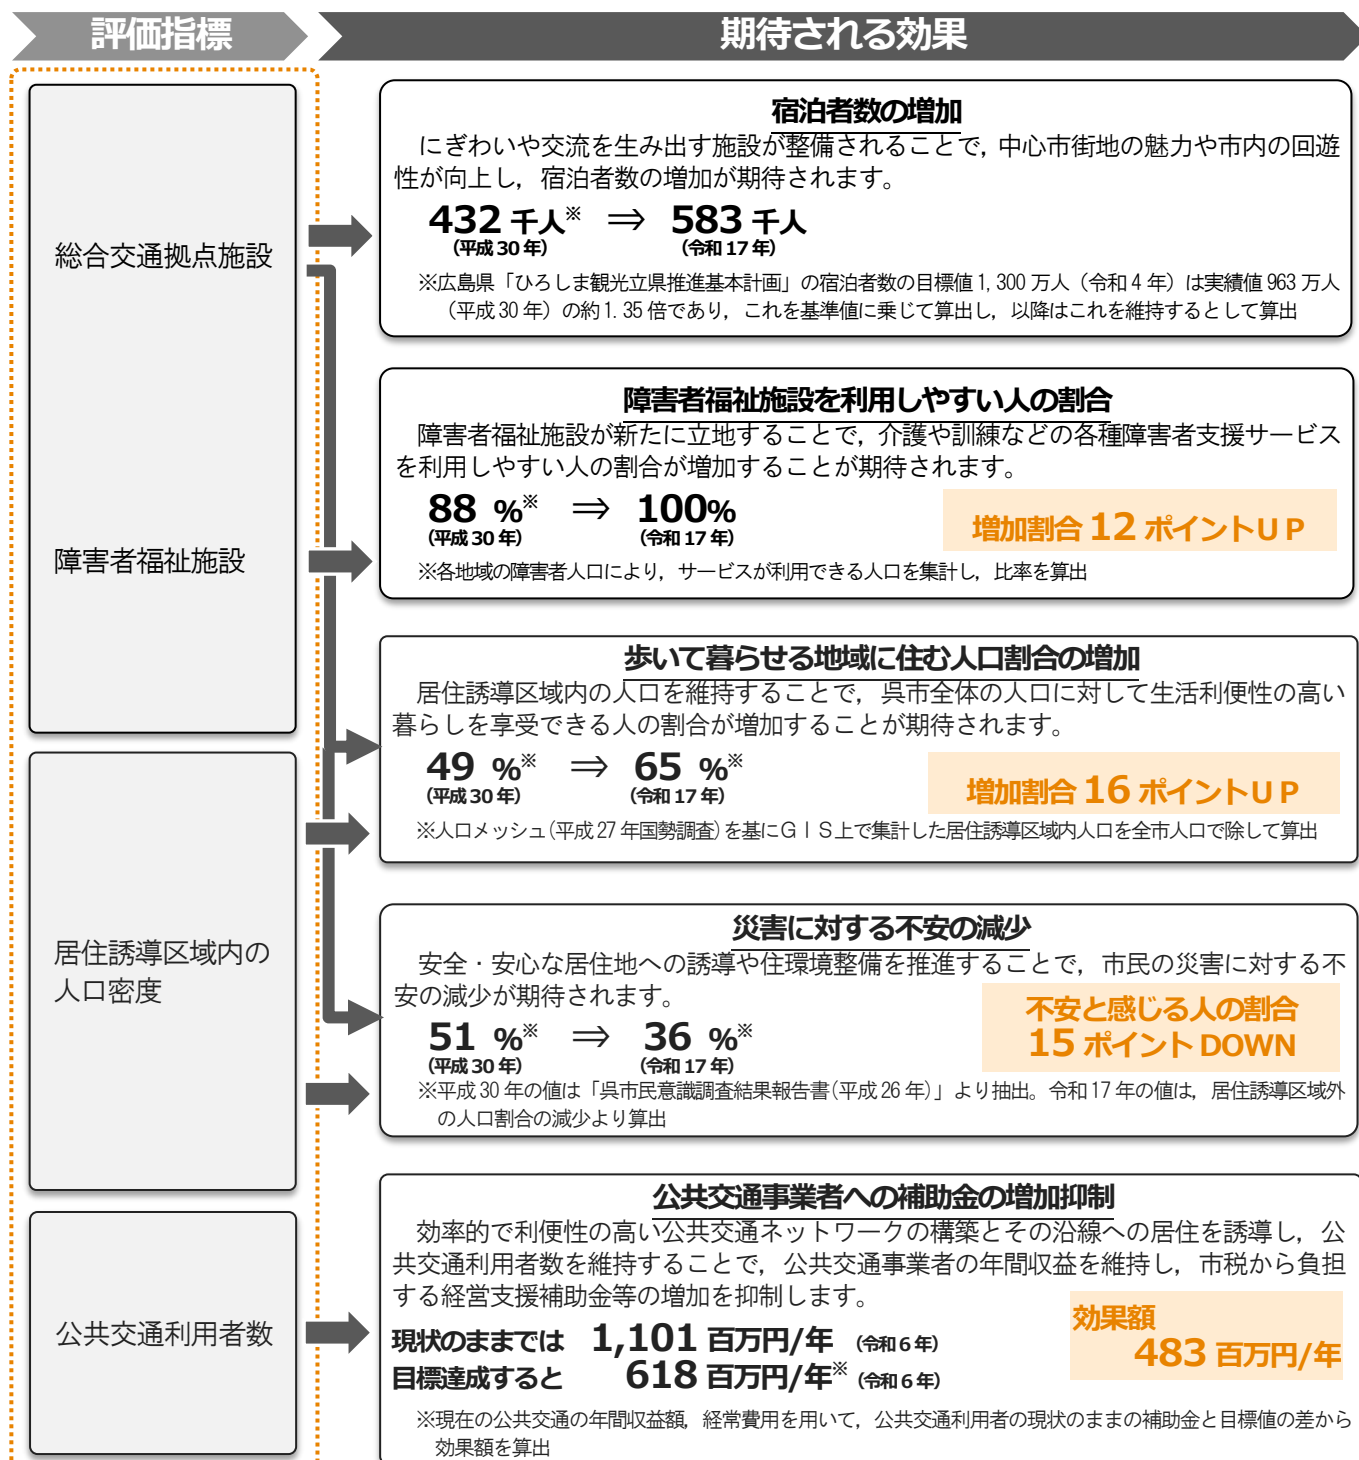 評価指標
期待される効果
総合交通拠点施設
障害者福祉施設
宿泊者数の増加
にぎわいや交流を生み出す施設が整備されることで，中心市街地の魅力や市内の回遊
性が向上し，宿泊者数の増加が期待されます。
432 千人※ ⇒ 583 千人
（平成 30 年） （令和 17 年）
※広島県「ひろしま観光立県推進基本計画」の宿泊者数の目標値 1,300 万人（令和 4 年）は実績値 963 万人
（平成 30 年）の約 1.35 倍であり，これを基準値に乗じて算出し，以降はこれを維持するとして算出
障害者福祉施設を利用しやすい人の割合
障害者福祉施設が新たに立地することで，介護や訓練などの各種障害者支援サービス
を利用しやすい人の割合が増加することが期待されます。
88 %※ ⇒ 100%
（平成 30 年） （令和 17 年）
増加割合 12 ポイントＵＰ
※各地域の障害者人口により，サービスが利用できる人口を集計し，比率を算出
居住誘導区域内の
人口密度
歩いて暮らせる地域に住む人口割合の増加
居住誘導区域内の人口を維持することで，呉市全体の人口に対して生活利便性の高い
暮らしを享受できる人の割合が増加することが期待されます。
49 %※ ⇒ 65 %※
（平成 30 年） （令和 17 年）
増加割合 16 ポイントＵＰ
※人口メッシュ（平成 27 年国勢調査）を基にＧＩＳ上で集計した居住誘導区域内人口を全市人口で除して算出
災害に対する不安の減少
安全・安心な居住地への誘導や住環境整備を推進することで，市民の災害に対する不
安の減少が期待されます。
51 %※ ⇒ 36 %※
（平成 30 年） （令和 17 年）
不安と感じる人の割合
15 ポイント DOWN
※平成 30 年の値は「呉市民意識調査結果報告書（平成 26 年）」より抽出。令和 17 年の値は，居住誘導区域外
の人口割合の減少より算出
公共交通利用者数
公共交通事業者への補助金の増加抑制
効率的で利便性の高い公共交通ネットワークの構築とその沿線への居住を誘導し，公
共交通利用者数を維持することで，公共交通事業者の年間収益を維持し，市税から負担
する経営支援補助金等の増加を抑制します。
現状のままでは 1,101 百万円/年 （令和 6 年）
目標達成すると 618 百万円/年※ （令和 6 年）
効果額
483 百万円/年
※現在の公共交通の年間収益額，経常費用を用いて，公共交通利用者の現状のままの補助金と目標値の差から
効果額を算出